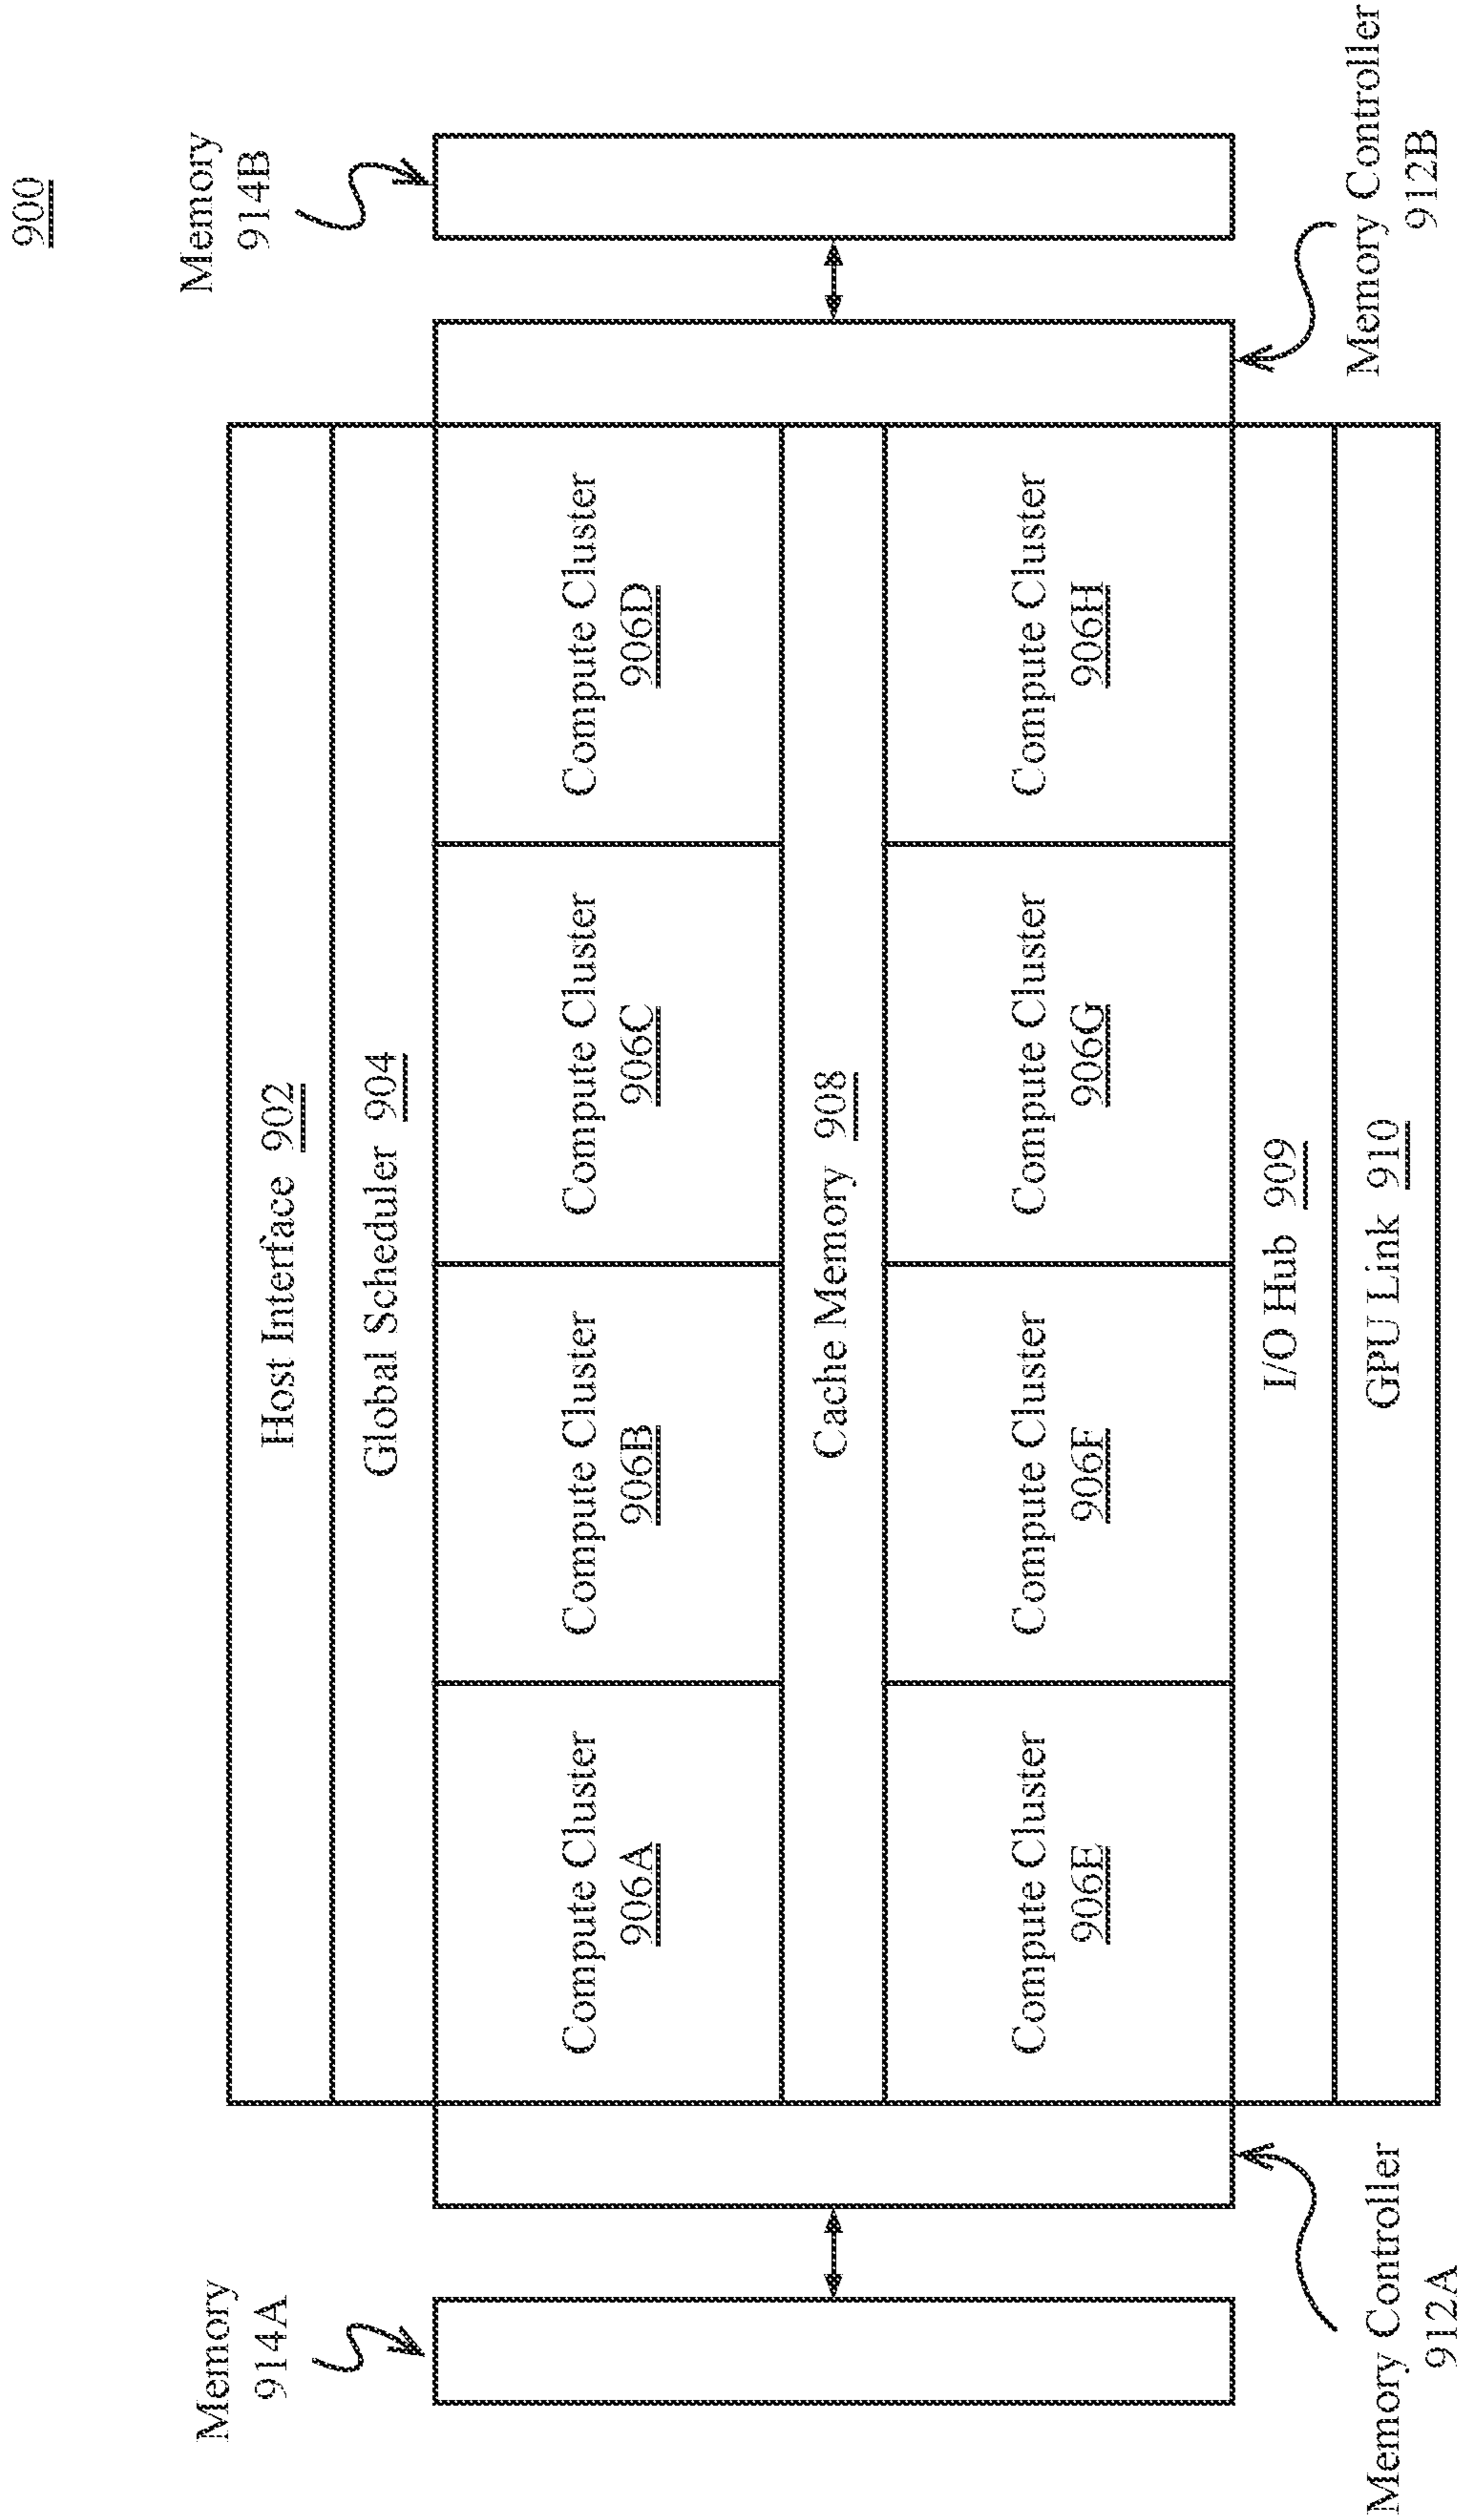 900
Memory
914A
Memory
914B
Host Interface 902
Global Scheduler 904
Compute Cluster
906A
Compute Cluster
906B
Compute Cluster
906C
Compute Cluster
906D
Cache Memory 908
Compute Cluster
906E
Compute Cluster
906F
Compute Cluster
906G
Compute Cluster
906H
I/O Hub 909
GPU Link 910
Memory Controller
912A
Memory Controller
912B